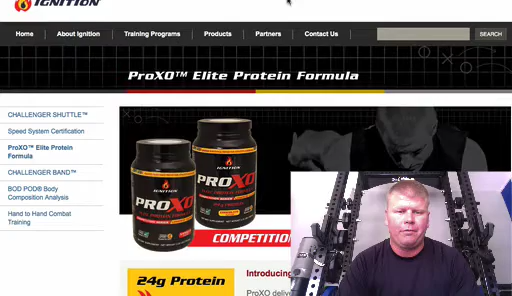 IGNITION
Home About Ignition Training Programs Products Partners Contact Us SEARCH
ProXO™ Elite Protein Formula
CHALLENGER SHUTTLE™
Speed System Certification
ProXO™ Elite Protein
Formula
CHALLENGER BAND™
BOD POD® Body
Composition Analysis
Hand to Hand Combat
Training
IGNITION
PROXO
IGNITION
PROXO
COMPETITION
24g Protein
Introducing
ProXO delive